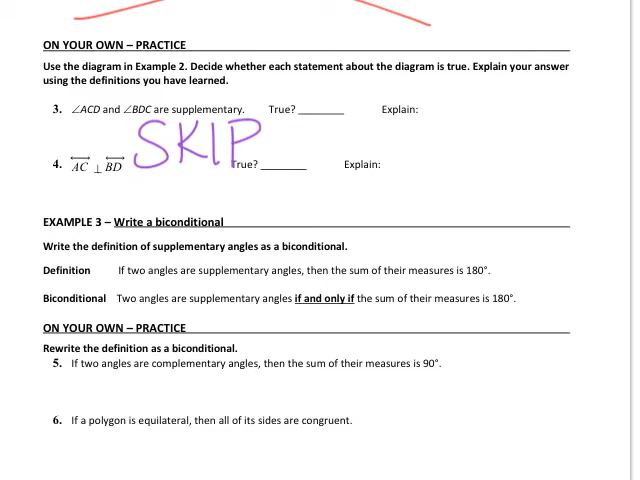 ON YOUR OWN – PRACTICE
Use the diagram in Example 2. Decide whether each statement about the diagram is true. Explain your answer
using the definitions you have learned.
3. ∠ACD and ∠BDC are supplementary. True? ________ Explain:
SKIP
4. AC ⊥ BD True? ________ Explain:
EXAMPLE 3 – Write a biconditional
Write the definition of supplementary angles as a biconditional.
Definition If two angles are supplementary angles, then the sum of their measures is 180°.
Biconditional Two angles are supplementary angles if and only if the sum of their measures is 180°.
ON YOUR OWN – PRACTICE
Rewrite the definition as a biconditional.
5. If two angles are complementary angles, then the sum of their measures is 90°.
6. If a polygon is equilateral, then all of its sides are congruent.